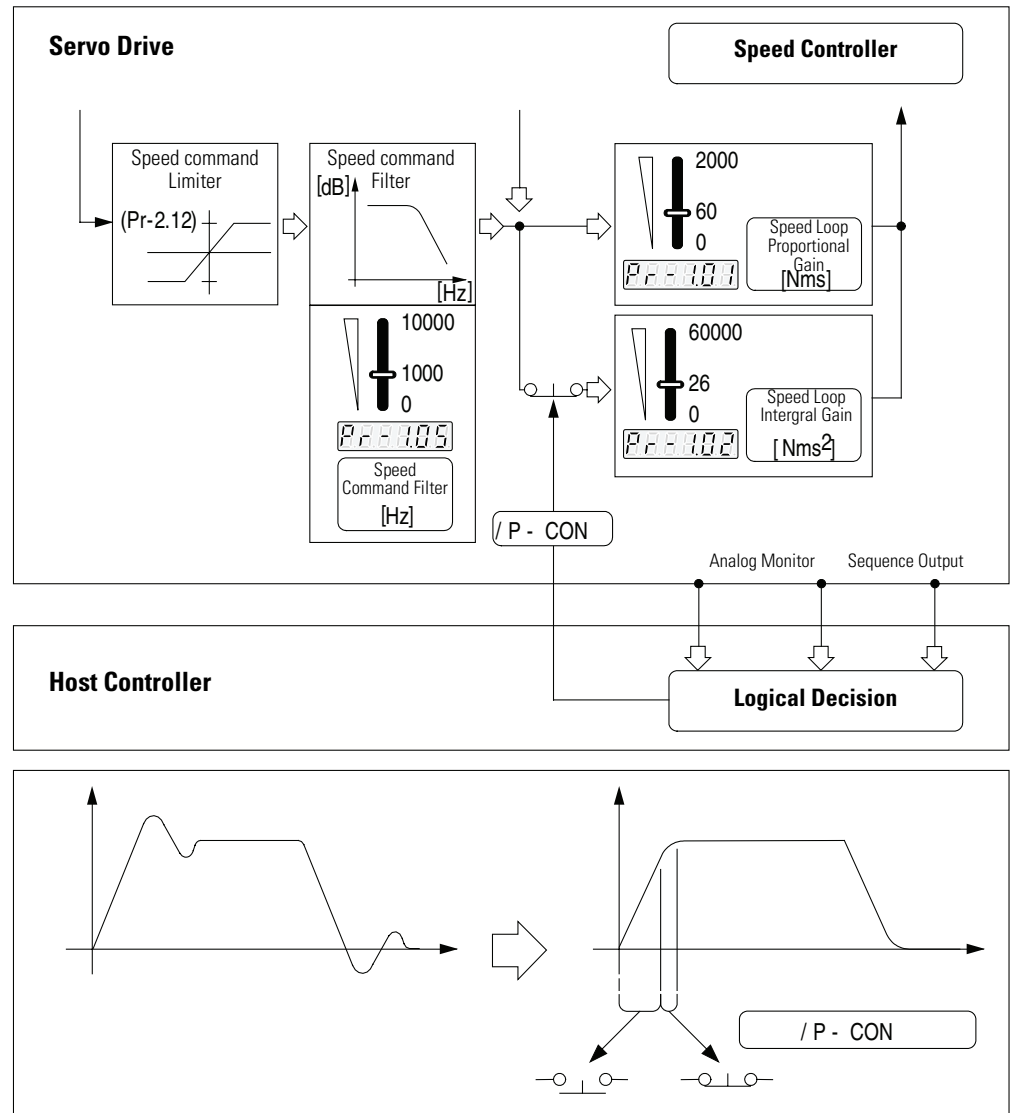 Servo Drive
Speed Controller
Speed command
Limiter
(Pr-2.12)
Speed command
Filter
[dB]
[Hz]
10000
1000
0
Pr-1.05
Speed
Command Filter
[Hz]
2000
60
0
Pr-1.01
Speed Loop
Proportional
Gain
[Nms]
60000
26
0
Pr-1.02
Speed Loop
Intergral Gain
[Nms²]
/ P - CON
Analog Monitor
Sequence Output
Host Controller
Logical Decision
/ P - CON